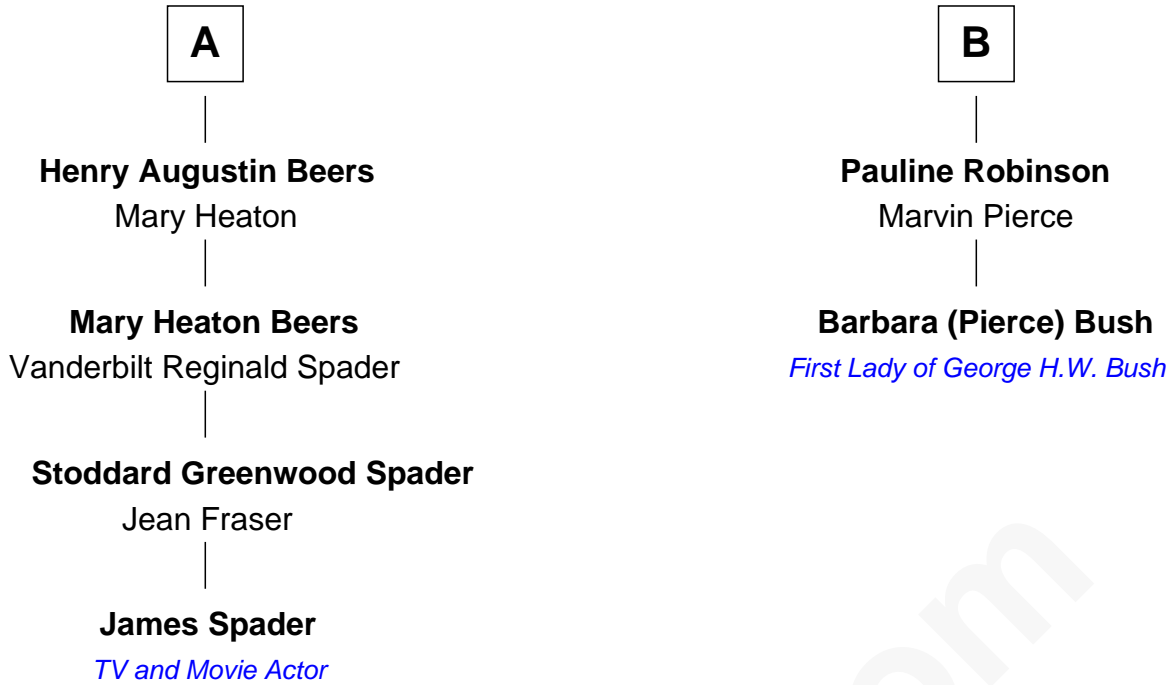 A
Henry Augustin Beers
Mary Heaton
Mary Heaton Beers
Vanderbilt Reginald Spader
Stoddard Greenwood Spader
Jean Fraser
James Spader
TV and Movie Actor
B
Pauline Robinson
Marvin Pierce
Barbara (Pierce) Bush
First Lady of George H.W. Bush
om